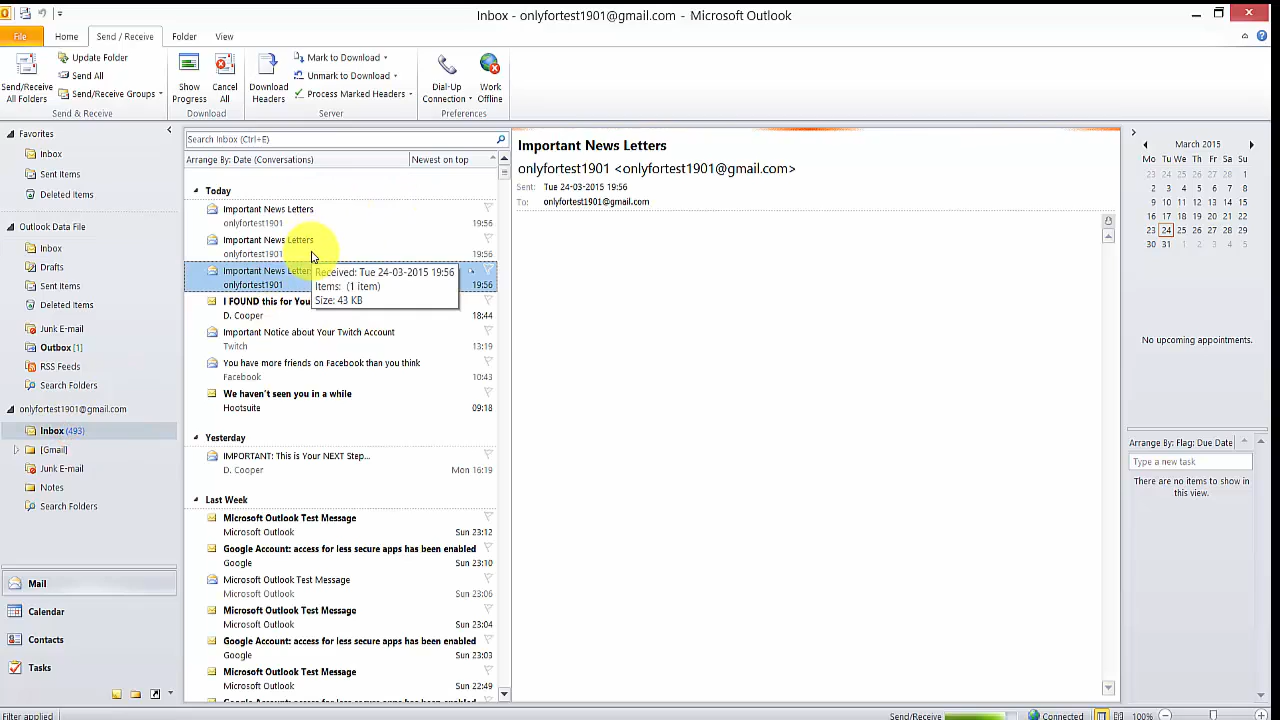 Inbox - onlyfortest1901@gmail.com - Microsoft Outlook
File Home Send / Receive Folder View
Send/Receive All Folders
Update Folder
Send All
Send/Receive Groups
Send & Receive
Show Progress
Cancel All
Download
Download Headers
Mark to Download
Unmark to Download
Process Marked Headers
Server
Dial-Up Connection
Work Offline
Preferences
Favorites
Inbox
Sent Items
Deleted Items
Outlook Data File
Inbox
Drafts
Sent Items
Deleted Items
Junk E-mail
Outbox [1]
RSS Feeds
Search Folders
onlyfortest1901@gmail.com
Inbox (493)
[Gmail]
Junk E-mail
Notes
Search Folders
Mail
Calendar
Contacts
Tasks
Search Inbox (Ctrl+E)
Arrange By: Date (Conversations) Newest on top
Today
Important News Letters
onlyfortest1901 19:56
Important News Letters
onlyfortest1901 19:56
Important News Letter
onlyfortest1901 19:56
Received: Tue 24-03-2015 19:56
Items: (1 item)
Size: 43 KB
I FOUND this for You
D. Cooper 18:44
Important Notice about Your Twitch Account
Twitch 13:19
You have more friends on Facebook than you think
Facebook 10:43
We haven't seen you in a while
Hootsuite 09:18
Yesterday
IMPORTANT: This is Your NEXT Step...
D. Cooper Mon 16:19
Last Week
Microsoft Outlook Test Message
Microsoft Outlook Sun 23:12
Google Account: access for less secure apps has been enabled
Google Sun 23:10
Microsoft Outlook Test Message
Microsoft Outlook Sun 23:06
Microsoft Outlook Test Message
Microsoft Outlook Sun 23:04
Google Account: access for less secure apps has been enabled
Google Sun 23:03
Microsoft Outlook Test Message
Microsoft Outlook Sun 22:49
Important News Letters
onlyfortest1901 <onlyfortest1901@gmail.com>
Sent: Tue 24-03-2015 19:56
To: onlyfortest1901@gmail.com
March 2015
Mo Tu We Th Fr Sa Su
23 24 25 26 27 28 1
2 3 4 5 6 7 8
9 10 11 12 13 14 15
16 17 18 19 20 21 22
23 24 25 26 27 28 29
30 31
No upcoming appointments.
Arrange By: Flag: Due Date
Type a new task
There are no items to show in
this view.
Filter applied
Send/Receive
Connected
100%